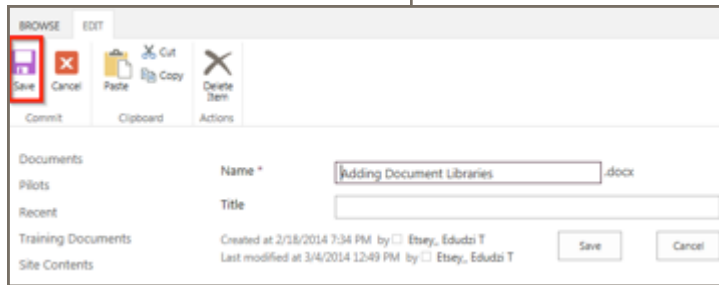 BROWSE EDIT
Save Cancel Paste Cut Copy Delete Item
Commit Clipboard Actions
Documents
Pilots
Recent
Training Documents
Site Contents
Name * Adding Document Libraries .docx
Title
Created at 2/18/2014 7:34 PM by Etsey,, Edudzi T
Last modified at 3/4/2014 12:49 PM by Etsey,, Edudzi T
Save Cancel